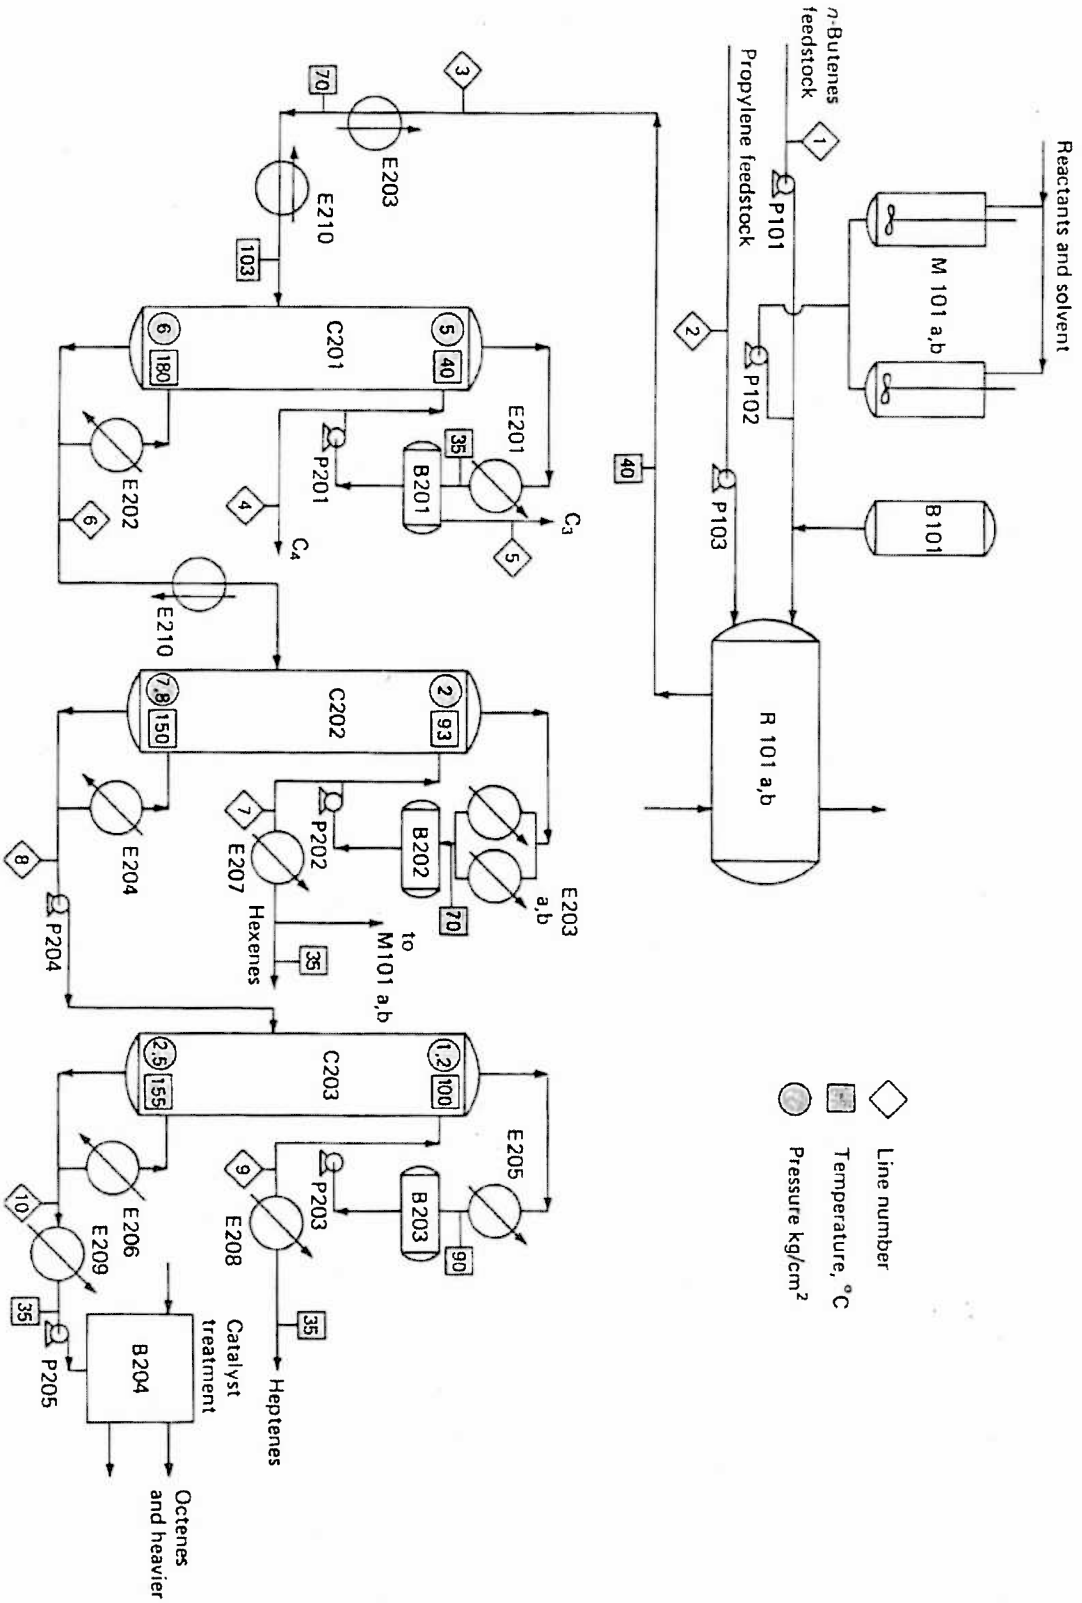 Reactants and solvent
n-Butenes
feedstock
1
P101
M 101 a,b
P102
B101
Propylene feedstock
2
P103
R 101 a,b
3
70
E203
E210
103
40
C201
5
40
6
180
E201
35
B201
P201
C₃
5
4
C₄
E202
6
E210
C202
2
93
7,8
150
E203
a,b
70
B202
P202
7
E207
to
M101 a,b
Hexenes
35
E204
8
P204
C203
1,2
100
2,5
155
E205
90
B203
P203
9
E208
35
Heptenes
E206
10
E209
35
P205
B204
Catalyst
treatment
Octenes
and heavier
Line number
Temperature, °C
Pressure kg/cm²